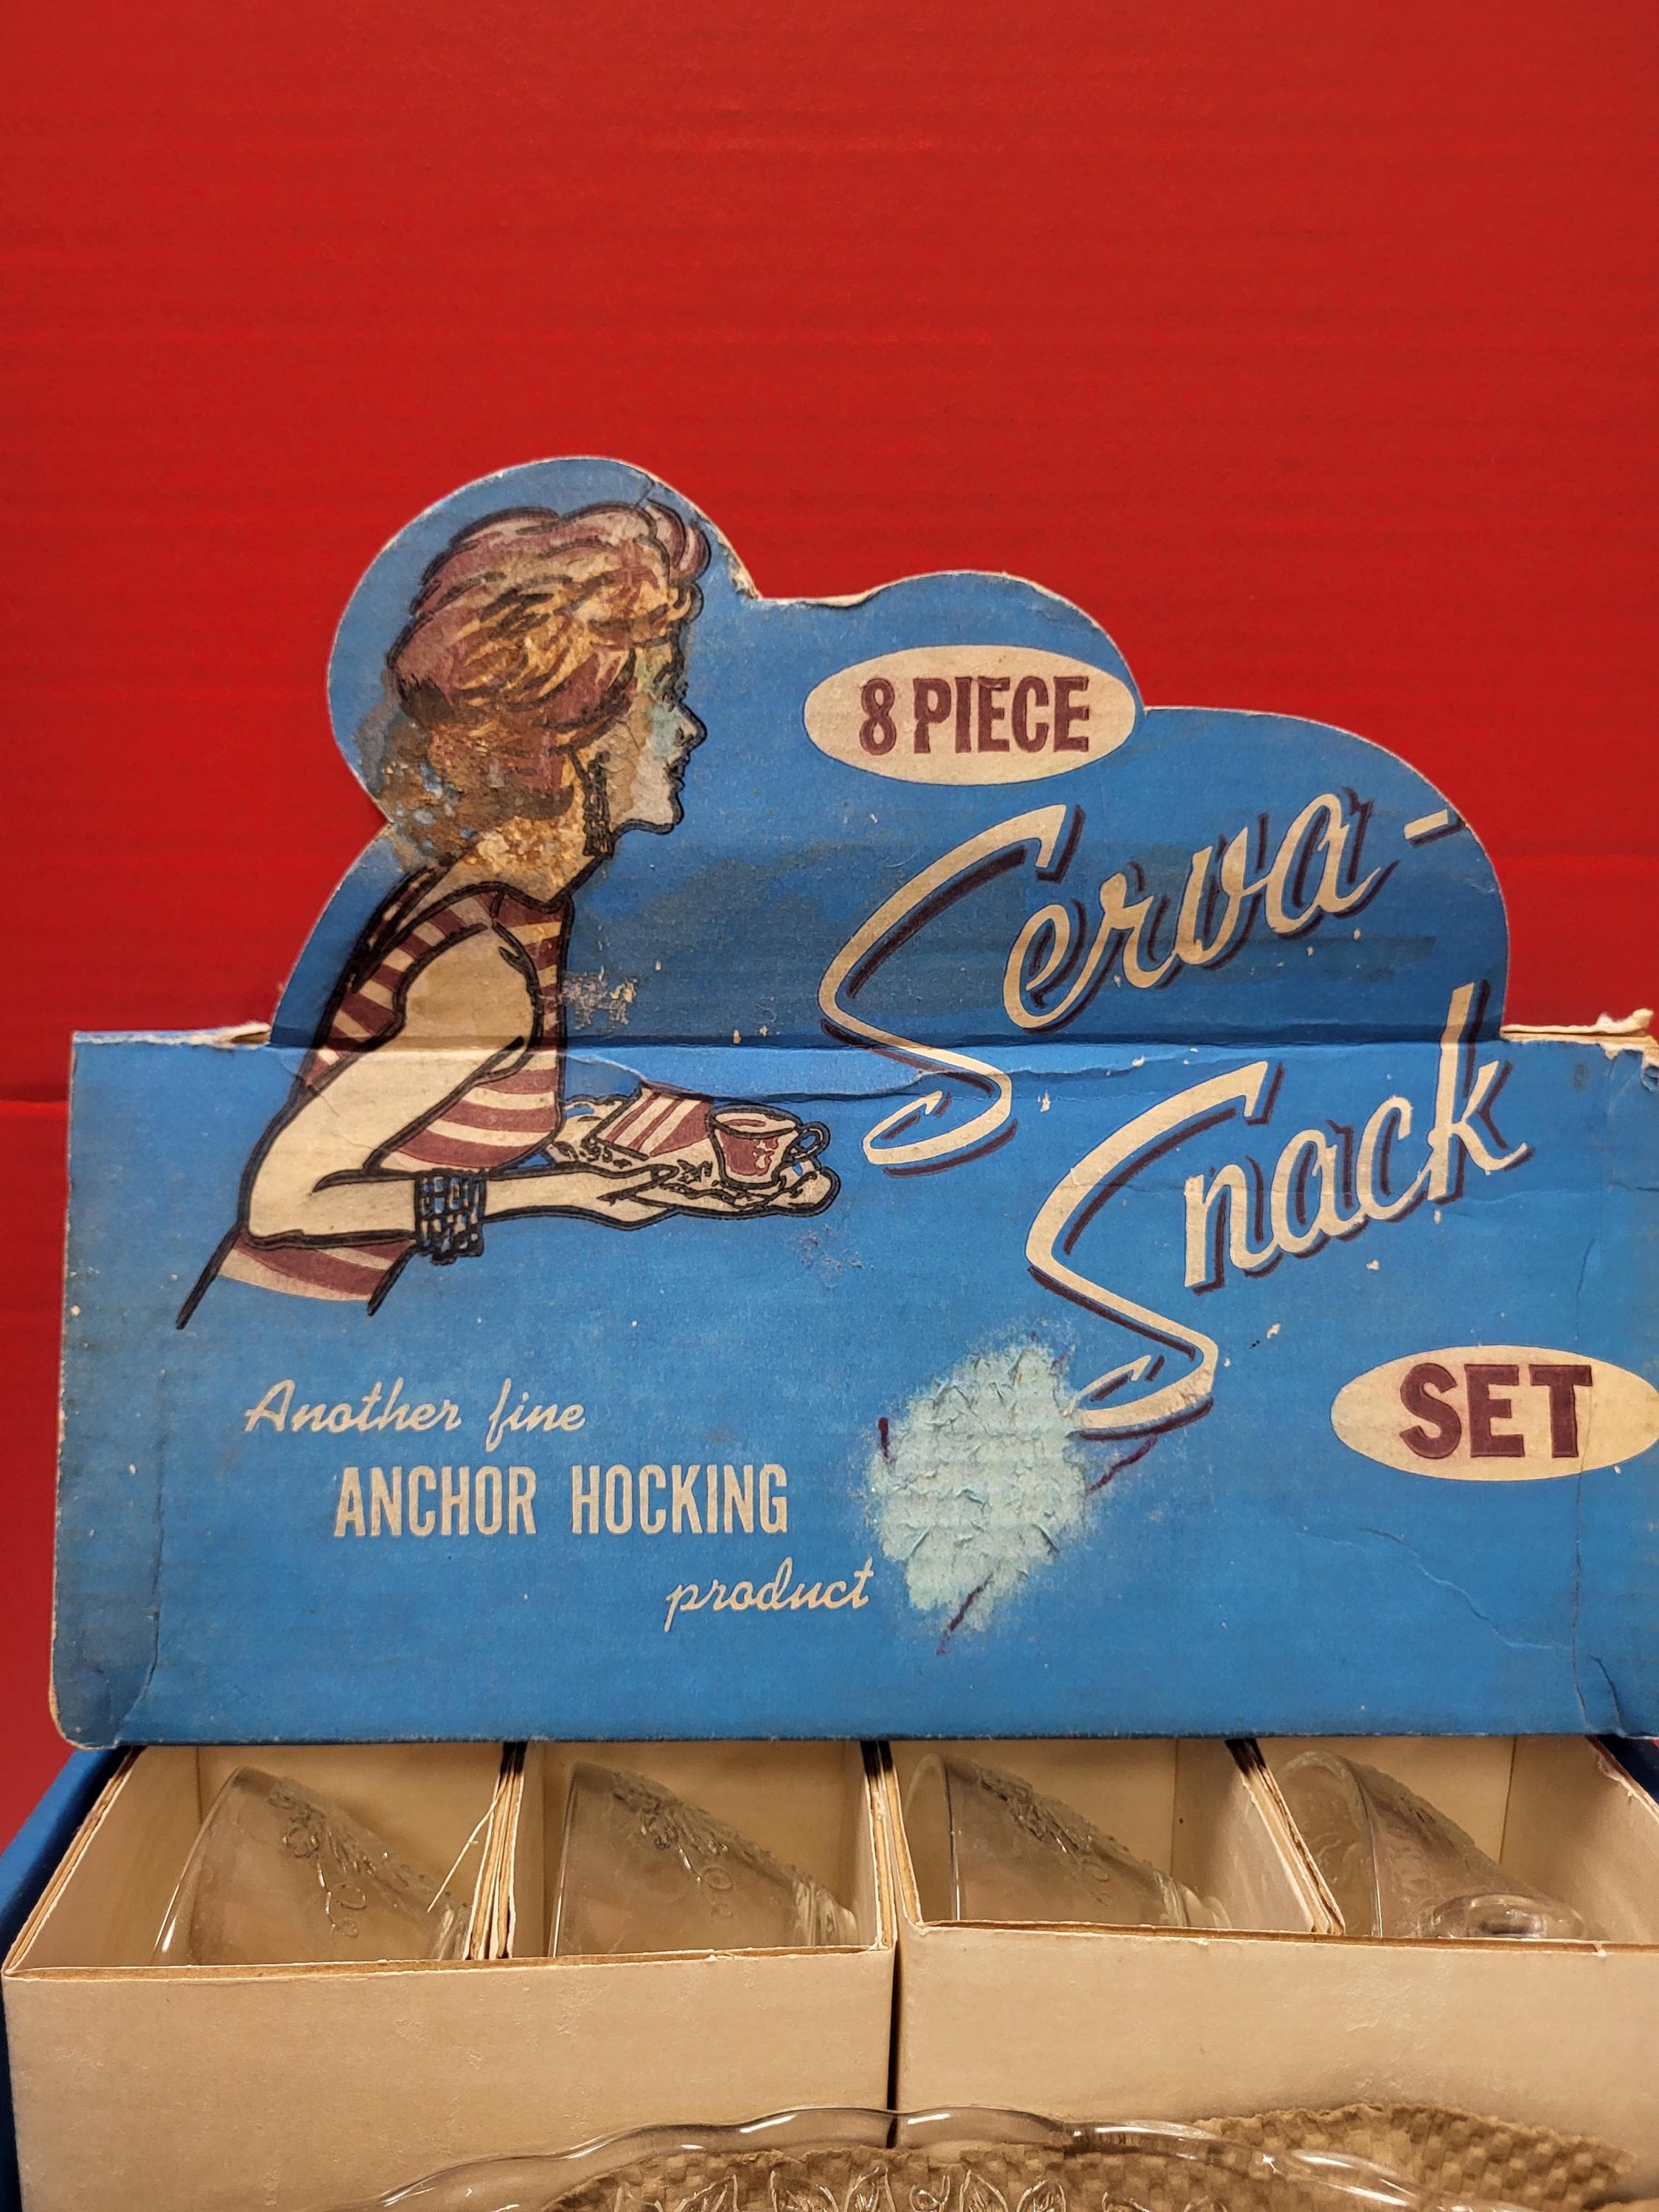 8 PIECE
Serva-
Snack
SET
Another fine
ANCHOR HOCKING
product